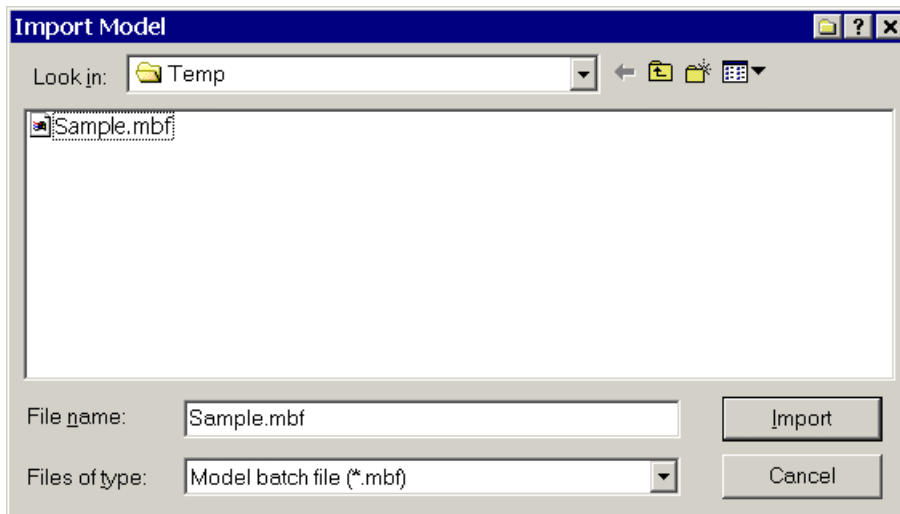 Import Model
Look in: Temp
Sample.mbf
File name: Sample.mbf Import
Files of type: Model batch file (*.mbf) Cancel